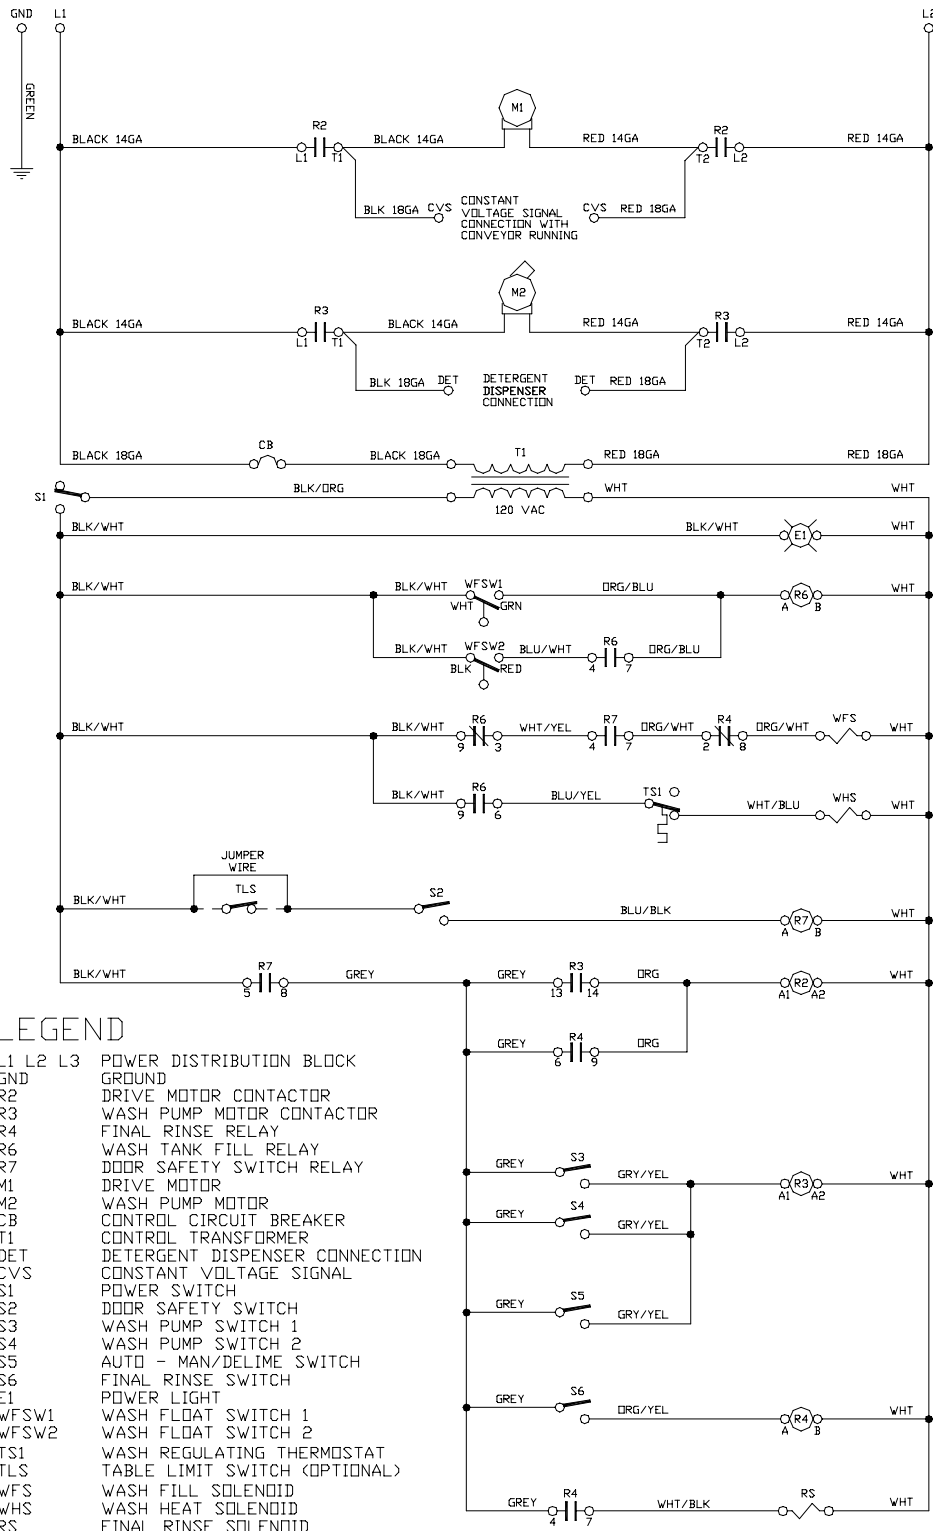 GND L1 L2
GREEN
M1
BLACK 14GA R2 BLACK 14GA RED 14GA R2 RED 14GA
L1 T1 T2 L2
BLK 18GA CVS CONSTANT CVS RED 18GA
VOLTAGE SIGNAL
CONNECTION WITH
CONVEYOR RUNNING
M2
BLACK 14GA R3 BLACK 14GA RED 14GA R3 RED 14GA
L1 T1 T2 L2
BLK 18GA DET DETERGENT DET RED 18GA
DISPENSER
CONNECTION
BLACK 18GA CB BLACK 18GA T1 RED 18GA RED 18GA
S1 BLK/ORG WHT WHT
120 VAC
BLK/WHT BLK/WHT E1 WHT
BLK/WHT BLK/WHT WFSW1 ORG/BLU R6 WHT
WHT GRN A B
BLK/WHT WFSW2 BLU/WHT R6 ORG/BLU
BLK RED 4 7
BLK/WHT BLK/WHT R6 WHT/YEL R7 ORG/WHT R4 ORG/WHT WFS WHT
9 3 4 7 2 8
BLK/WHT R6 BLU/YEL TS1 WHT/BLU WHS WHT
9 6
JUMPER
WIRE
BLK/WHT TLS S2 BLU/BLK R7 WHT
A B
BLK/WHT R7 GREY GREY R3 ORG R2 WHT
5 8 13 14 A1 A2
GREY R4 ORG
6 9
GREY S3 GRY/YEL R3 WHT
A1 A2
GREY S4 GRY/YEL
GREY S5 GRY/YEL
GREY S6 ORG/YEL R4 WHT
A B
GREY R4 WHT/BLK RS WHT
4 7
LEGEND
L1 L2 L3 POWER DISTRIBUTION BLOCK
GND GROUND
R2 DRIVE MOTOR CONTACTOR
R3 WASH PUMP MOTOR CONTACTOR
R4 FINAL RINSE RELAY
R6 WASH TANK FILL RELAY
R7 DOOR SAFETY SWITCH RELAY
M1 DRIVE MOTOR
M2 WASH PUMP MOTOR
CB CONTROL CIRCUIT BREAKER
T1 CONTROL TRANSFORMER
DET DETERGENT DISPENSER CONNECTION
CVS CONSTANT VOLTAGE SIGNAL
S1 POWER SWITCH
S2 DOOR SAFETY SWITCH
S3 WASH PUMP SWITCH 1
S4 WASH PUMP SWITCH 2
S5 AUTO - MAN/DELIME SWITCH
S6 FINAL RINSE SWITCH
E1 POWER LIGHT
WFSW1 WASH FLOAT SWITCH 1
WFSW2 WASH FLOAT SWITCH 2
TS1 WASH REGULATING THERMOSTAT
TLS TABLE LIMIT SWITCH (OPTIONAL)
WFS WASH FILL SOLENOID
WHS WASH HEAT SOLENOID
RS FINAL RINSE SOLENOID